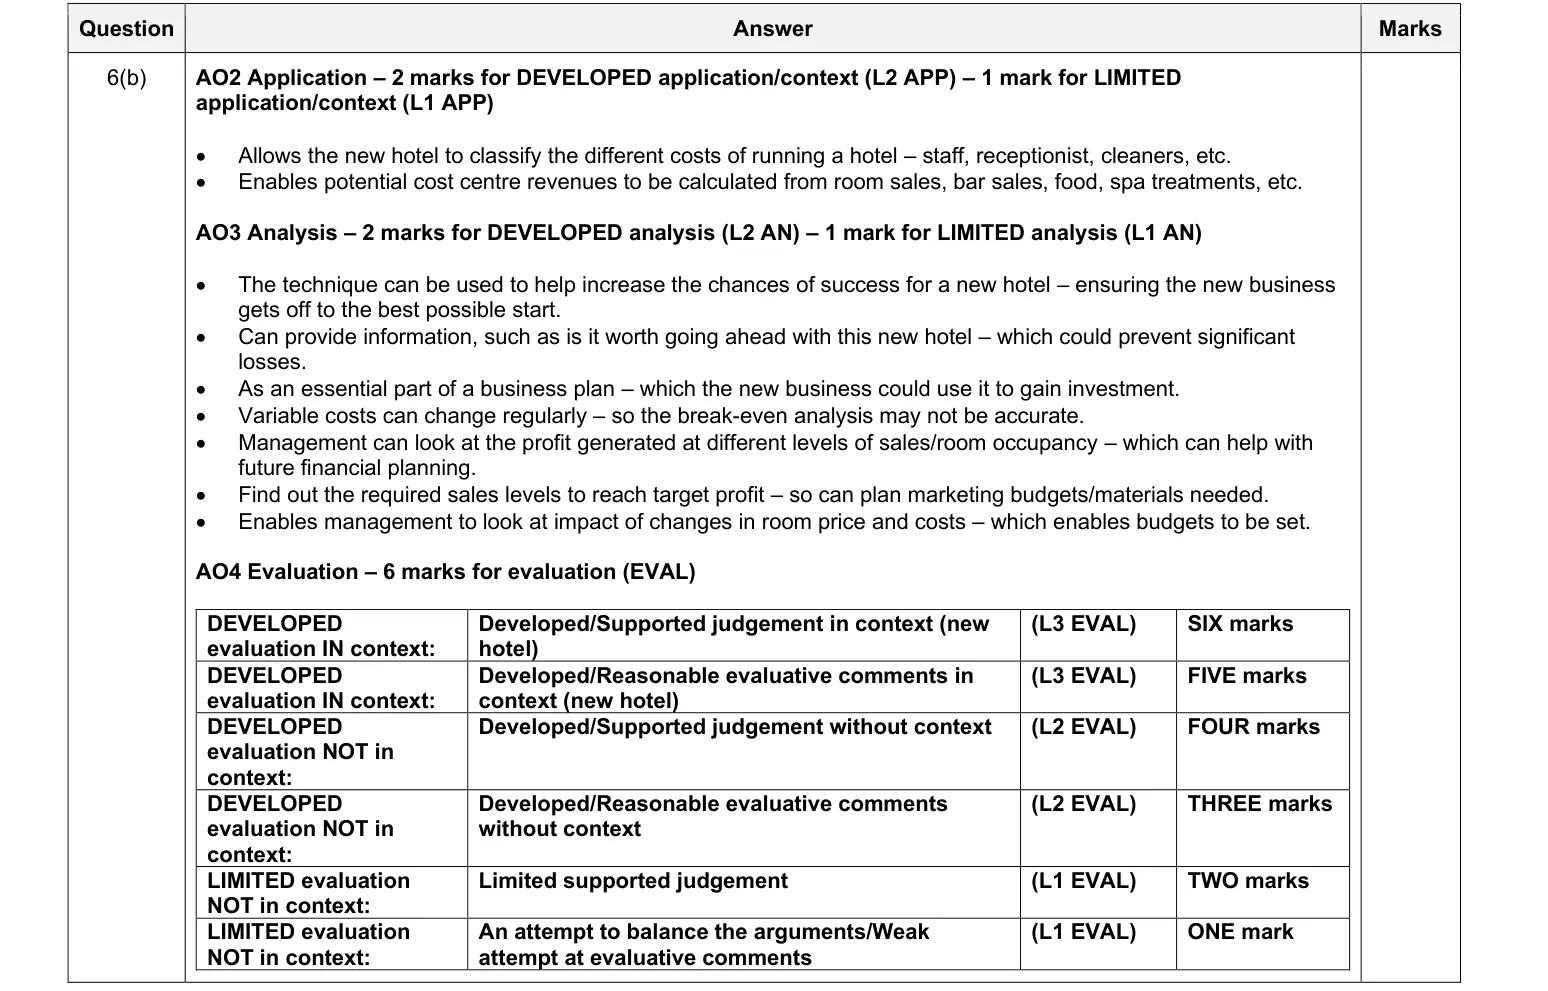 Question Answer Marks
6(b)
AO2 Application – 2 marks for DEVELOPED application/context (L2 APP) – 1 mark for LIMITED
application/context (L1 APP)
• Allows the new hotel to classify the different costs of running a hotel – staff, receptionist, cleaners, etc.
• Enables potential cost centre revenues to be calculated from room sales, bar sales, food, spa treatments, etc.
AO3 Analysis – 2 marks for DEVELOPED analysis (L2 AN) – 1 mark for LIMITED analysis (L1 AN)
• The technique can be used to help increase the chances of success for a new hotel – ensuring the new business
gets off to the best possible start.
• Can provide information, such as is it worth going ahead with this new hotel – which could prevent significant
losses.
• As an essential part of a business plan – which the new business could use it to gain investment.
• Variable costs can change regularly – so the break-even analysis may not be accurate.
• Management can look at the profit generated at different levels of sales/room occupancy – which can help with
future financial planning.
• Find out the required sales levels to reach target profit – so can plan marketing budgets/materials needed.
• Enables management to look at impact of changes in room price and costs – which enables budgets to be set.
AO4 Evaluation – 6 marks for evaluation (EVAL)
DEVELOPED Developed/Supported judgement in context (new (L3 EVAL) SIX marks
evaluation IN context: hotel)
DEVELOPED Developed/Reasonable evaluative comments in (L3 EVAL) FIVE marks
evaluation IN context: context (new hotel)
DEVELOPED Developed/Supported judgement without context (L2 EVAL) FOUR marks
evaluation NOT in
context:
DEVELOPED Developed/Reasonable evaluative comments (L2 EVAL) THREE marks
evaluation NOT in without context
context:
LIMITED evaluation Limited supported judgement (L1 EVAL) TWO marks
NOT in context:
LIMITED evaluation An attempt to balance the arguments/Weak (L1 EVAL) ONE mark
NOT in context: attempt at evaluative comments